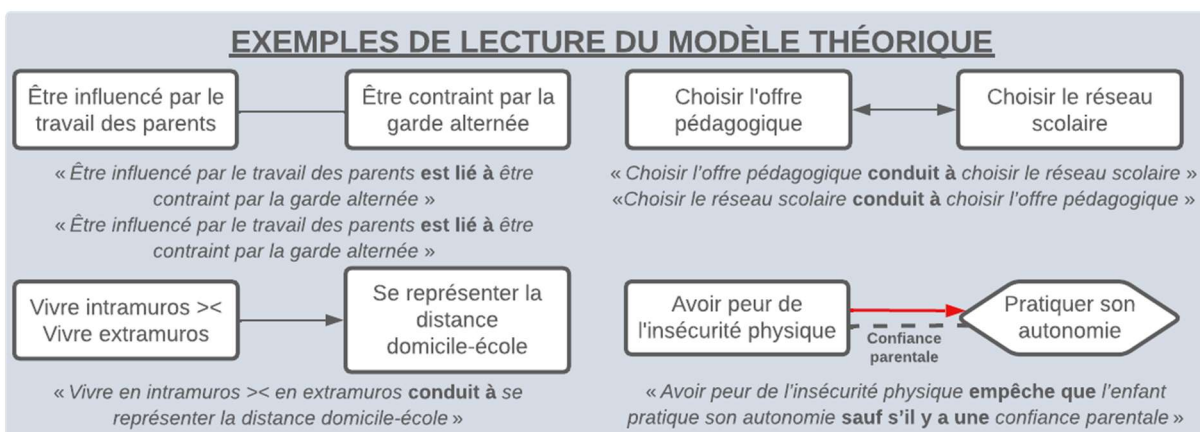 EXEMPLES DE LECTURE DU MODÈLE THÉORIQUE
Être influencé par le
travail des parents
Être contraint par la
garde alternée
« Être influencé par le travail des parents est lié à être
contraint par la garde alternée »
« Être influencé par le travail des parents est lié à être
contraint par la garde alternée »
Choisir l'offre
pédagogique
Choisir le réseau
scolaire
« Choisir l’offre pédagogique conduit à choisir le réseau scolaire »
«Choisir le réseau scolaire conduit à choisir l’offre pédagogique »
Vivre intramuros ><
Vivre extramuros
Se représenter la
distance
domicile-école
« Vivre en intramuros >< en extramuros conduit à se
représenter la distance domicile-école »
Avoir peur de
l'insécurité physique
Confiance
parentale
Pratiquer son
autonomie
« Avoir peur de l’insécurité physique empêche que l’enfant
pratique son autonomie sauf s’il y a une confiance parentale »